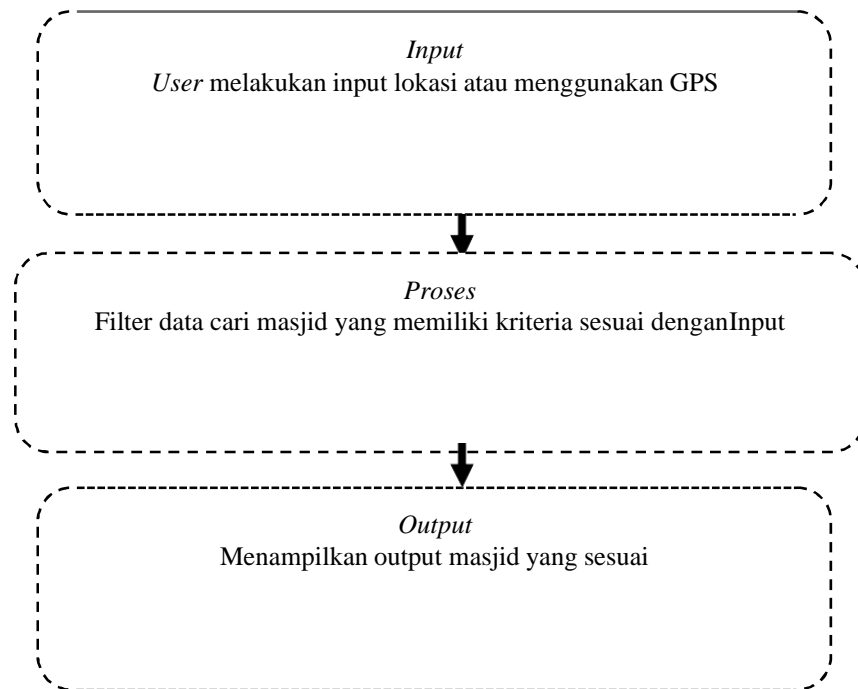 Input
User melakukan input lokasi atau menggunakan GPS
Proses
Filter data cari masjid yang memiliki kriteria sesuai denganInput
Output
Menampilkan output masjid yang sesuai